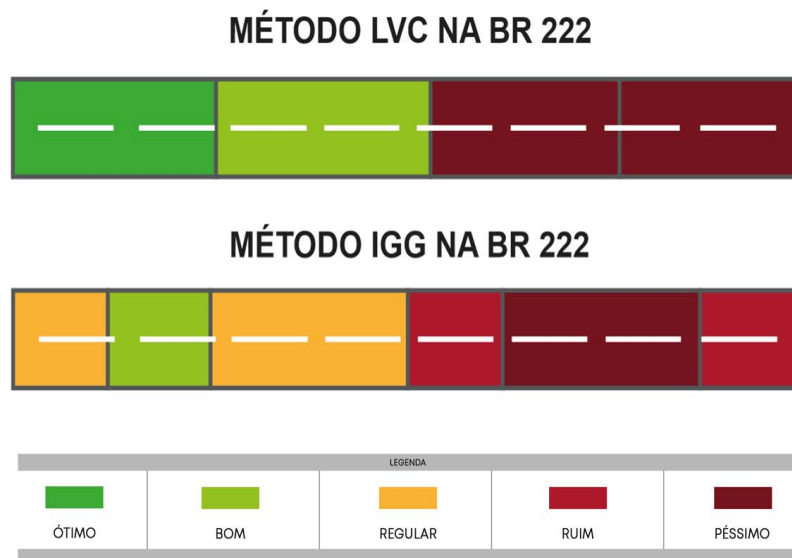 MÉTODO LVC NA BR 222
MÉTODO IGG NA BR 222
LEGENDA
ÓTIMO
BOM
REGULAR
RUIM
PÉSSIMO